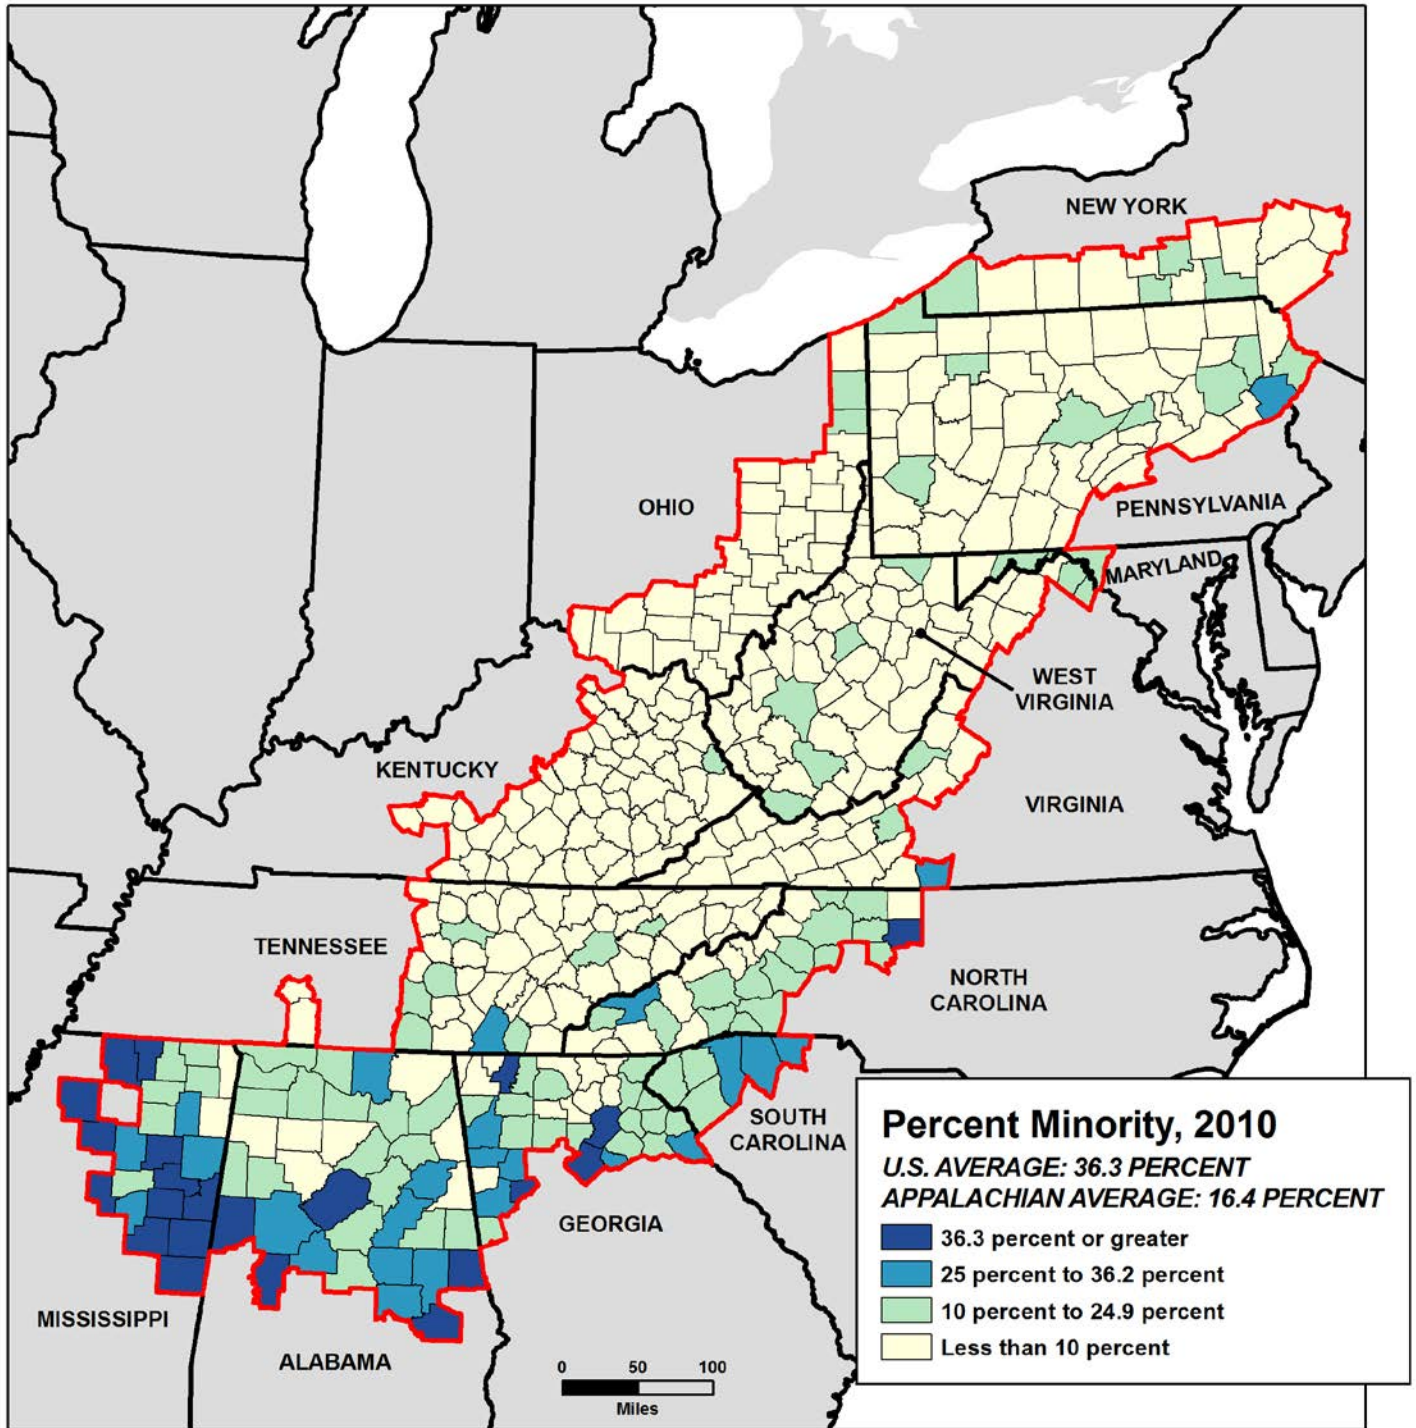 NEW YORK
OHIO
PENNSYLVANIA
MARYLAND
WEST
VIRGINIA
KENTUCKY
VIRGINIA
TENNESSEE
NORTH
CAROLINA
SOUTH
CAROLINA
GEORGIA
MISSISSIPPI
ALABAMA
Percent Minority, 2010
U.S. AVERAGE: 36.3 PERCENT
APPALACHIAN AVERAGE: 16.4 PERCENT
36.3 percent or greater
25 percent to 36.2 percent
10 percent to 24.9 percent
Less than 10 percent
0 50 100
Miles